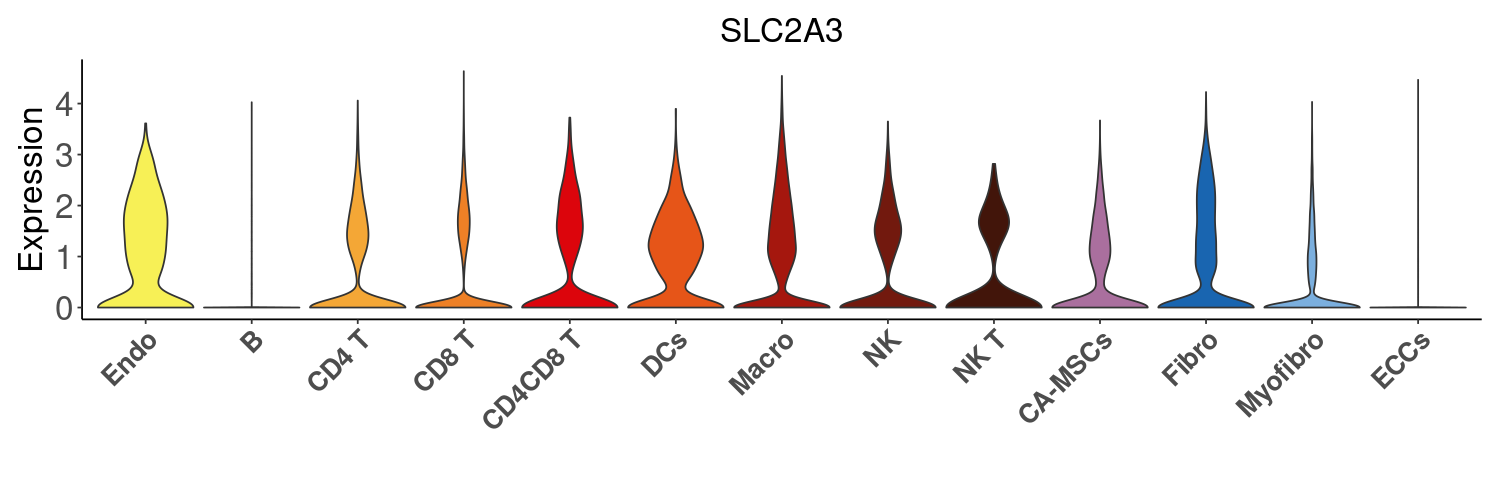 SLC2A3
Expression
4
3
2
1
0
Endo
B
CD4 T
CD8 T
CD4CD8 T
DCs
Macro
NK
NK T
CA-MSCs
Fibro
Myofibro
ECCs